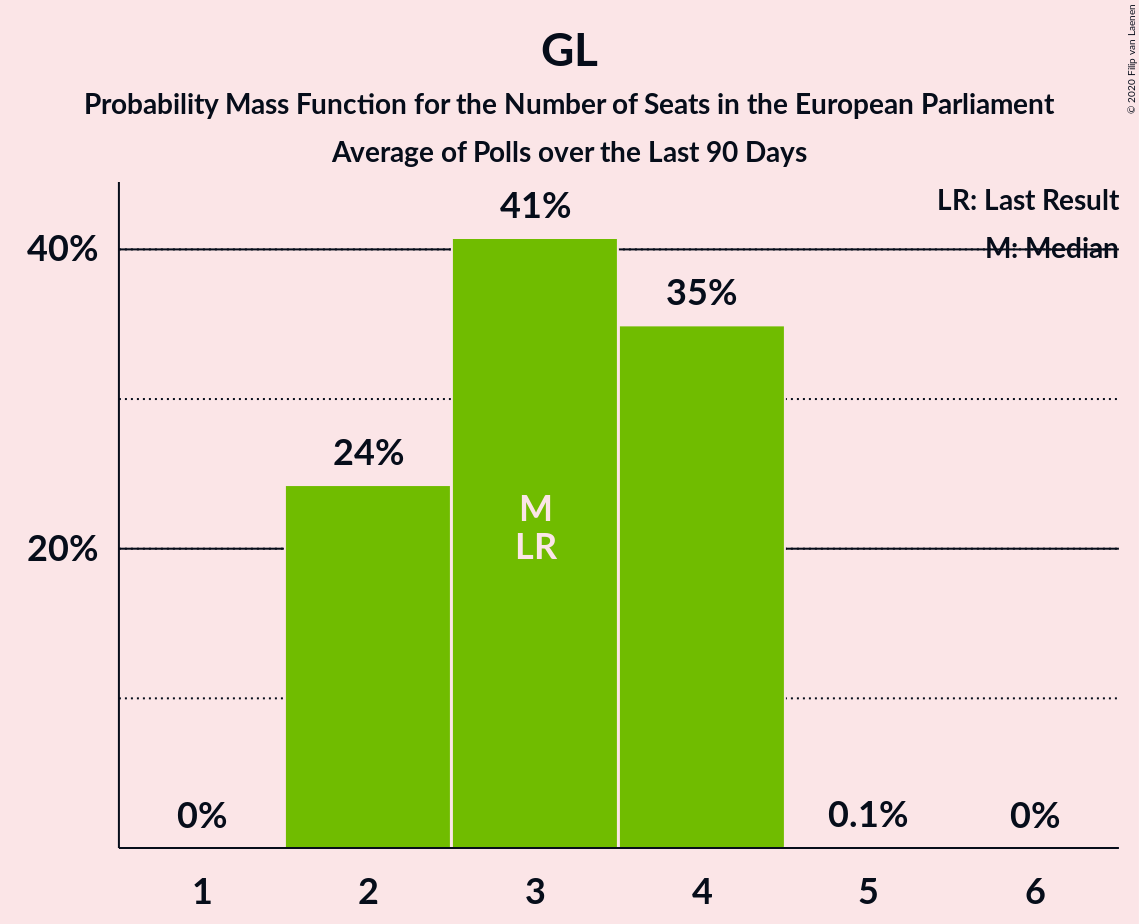 GL
Probability Mass Function for the Number of Seats in the European Parliament
Average of Polls over the Last 90 Days
© 2020 Filip van Laenen
LR: Last Result
M: Median
41%
40%
35%
24%
M
LR
20%
0%
0.1%
0%
1
2
3
4
5
6